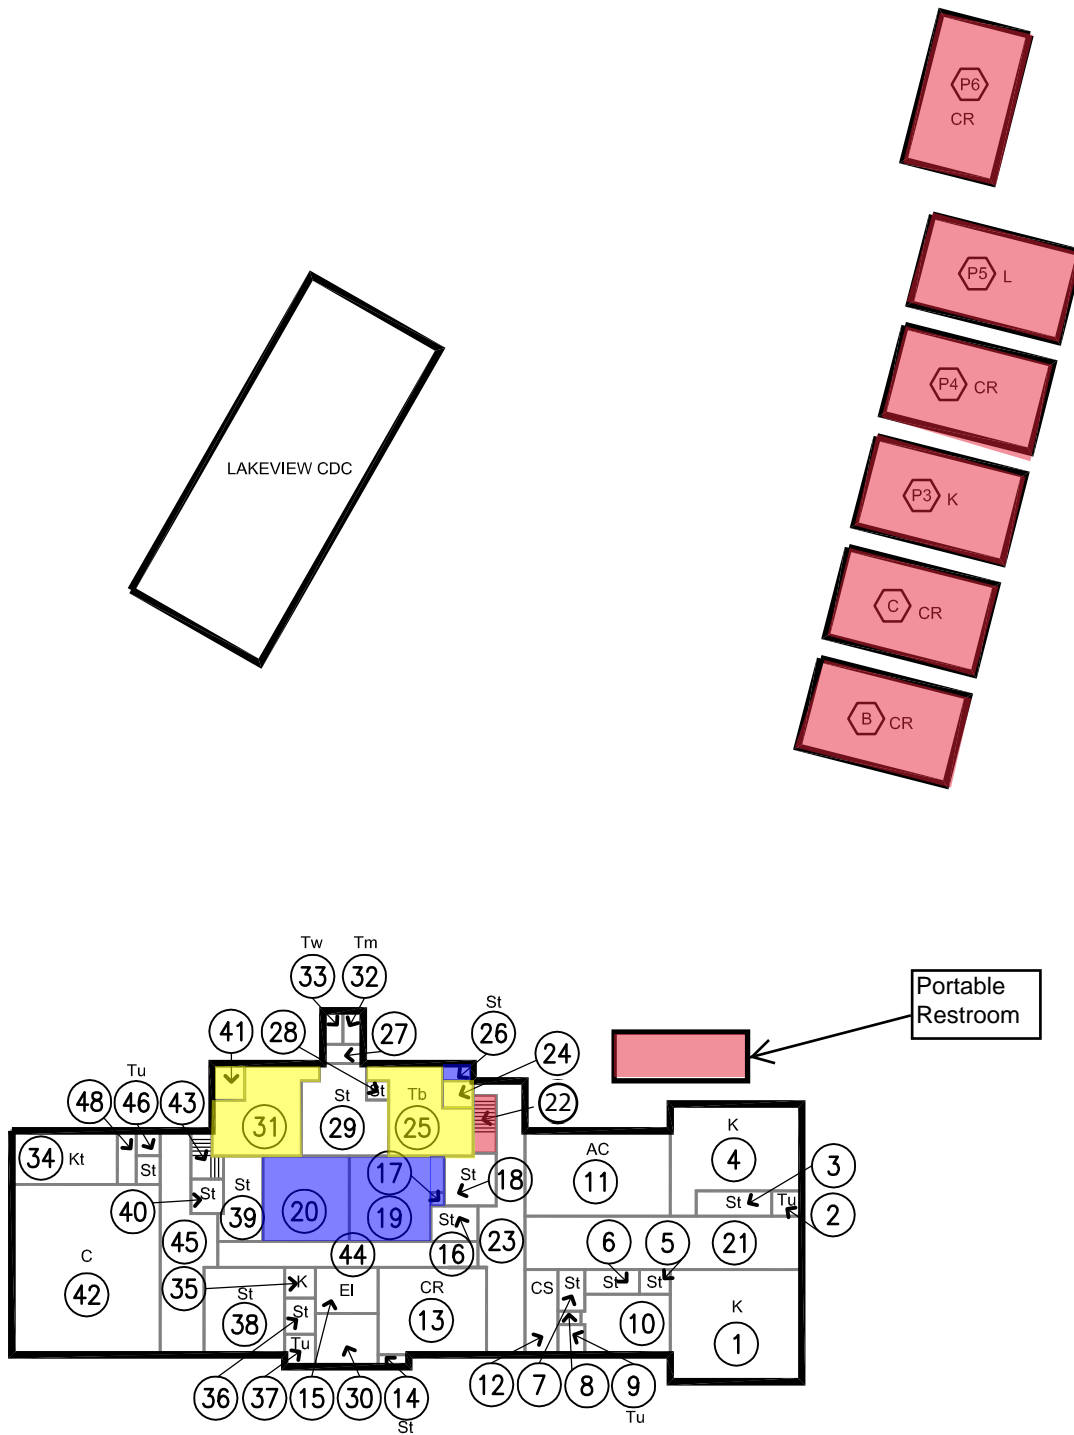 P6
CR
P5 L
P4 CR
LAKEVIEW CDC
P3 K
C CR
B CR
Tw Tm
33 32
Portable
Restroom
St
41 28 27 26
24
Tu
48 46 43
St
22
St Tb
31 29 25
K
34 Kt
AC
4
3
17 St 18 11
St
40 St
St
39 20 19
St Tu
2
St
45 16 23 6 5 21
C
44
42
35 K EI
CR
CS St St St
St
38 St 13
10
K
1
Tu
36 37 15 30 14 12 7 8 9
St
Tu